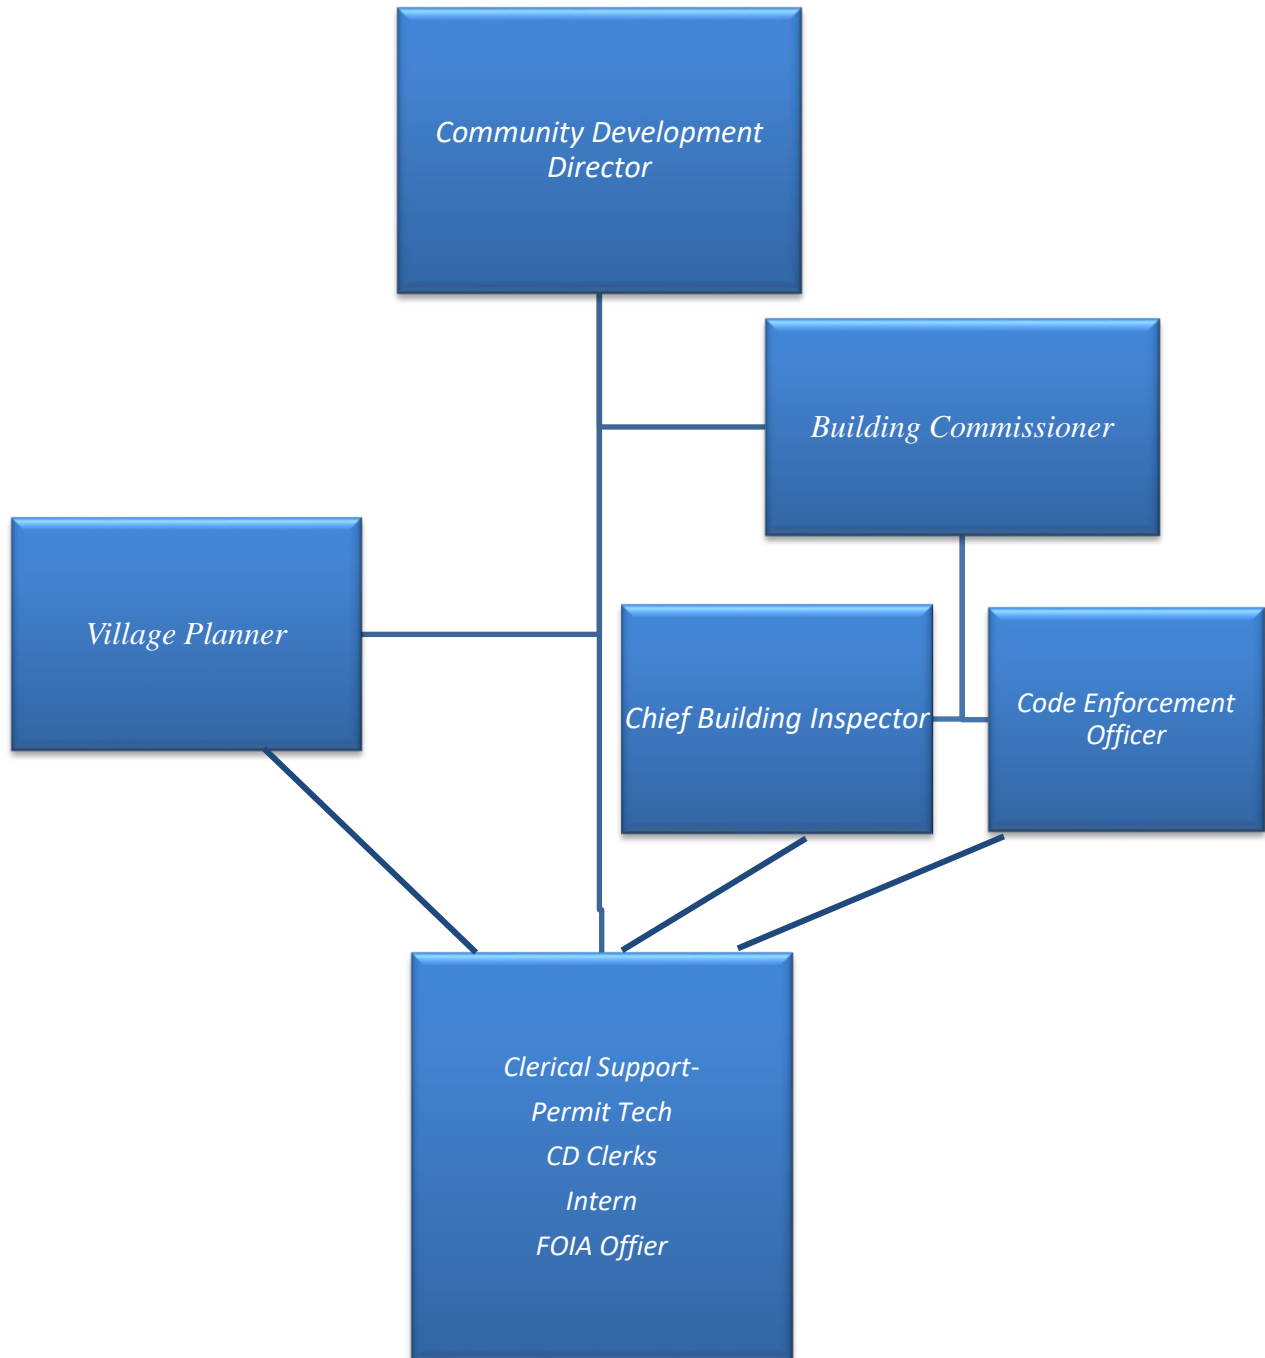 Community Development
Director
Building Commissioner
Village Planner
Chief Building Inspector
Code Enforcement
Officer
Clerical Support-
Permit Tech
CD Clerks
Intern
FOIA Offier